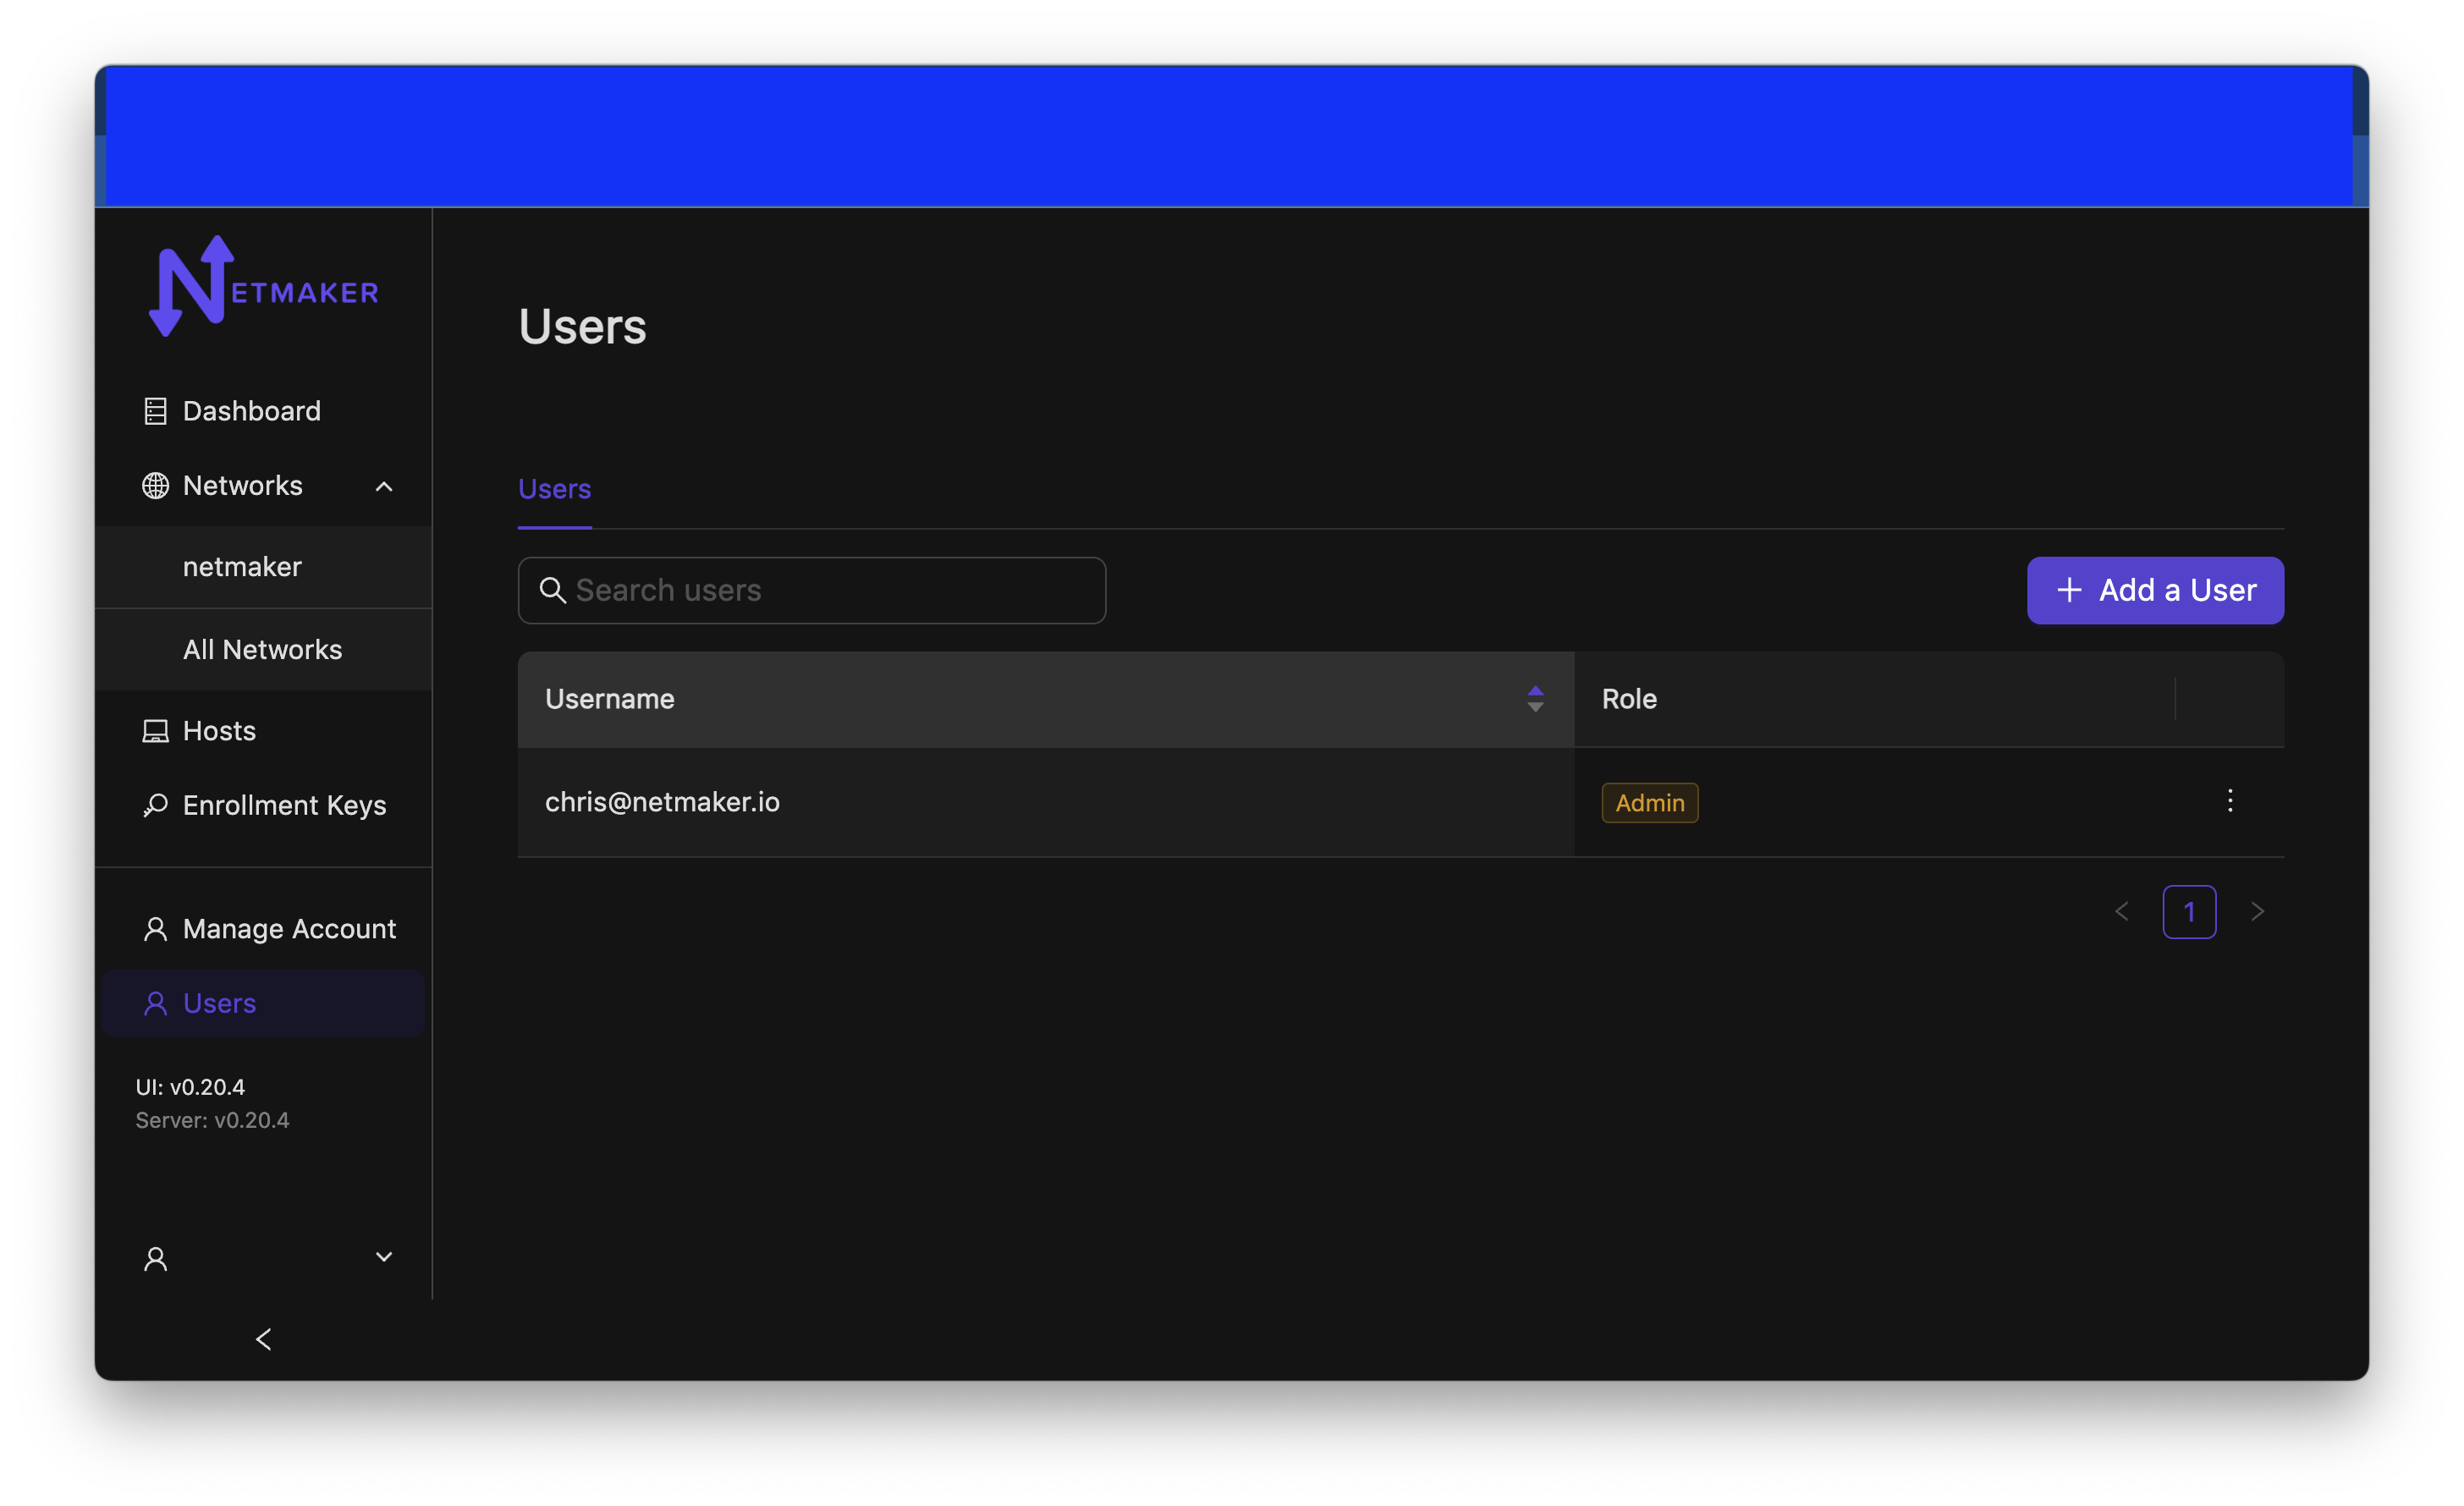 NETMAKER
Dashboard
Networks
netmaker
All Networks
Hosts
Enrollment Keys
Manage Account
Users
UI: v0.20.4
Server: v0.20.4
Users
Users
Search users
+ Add a User
Username
Role
chris@netmaker.io
Admin
1